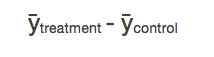 ȳtreatment - ȳcontrol